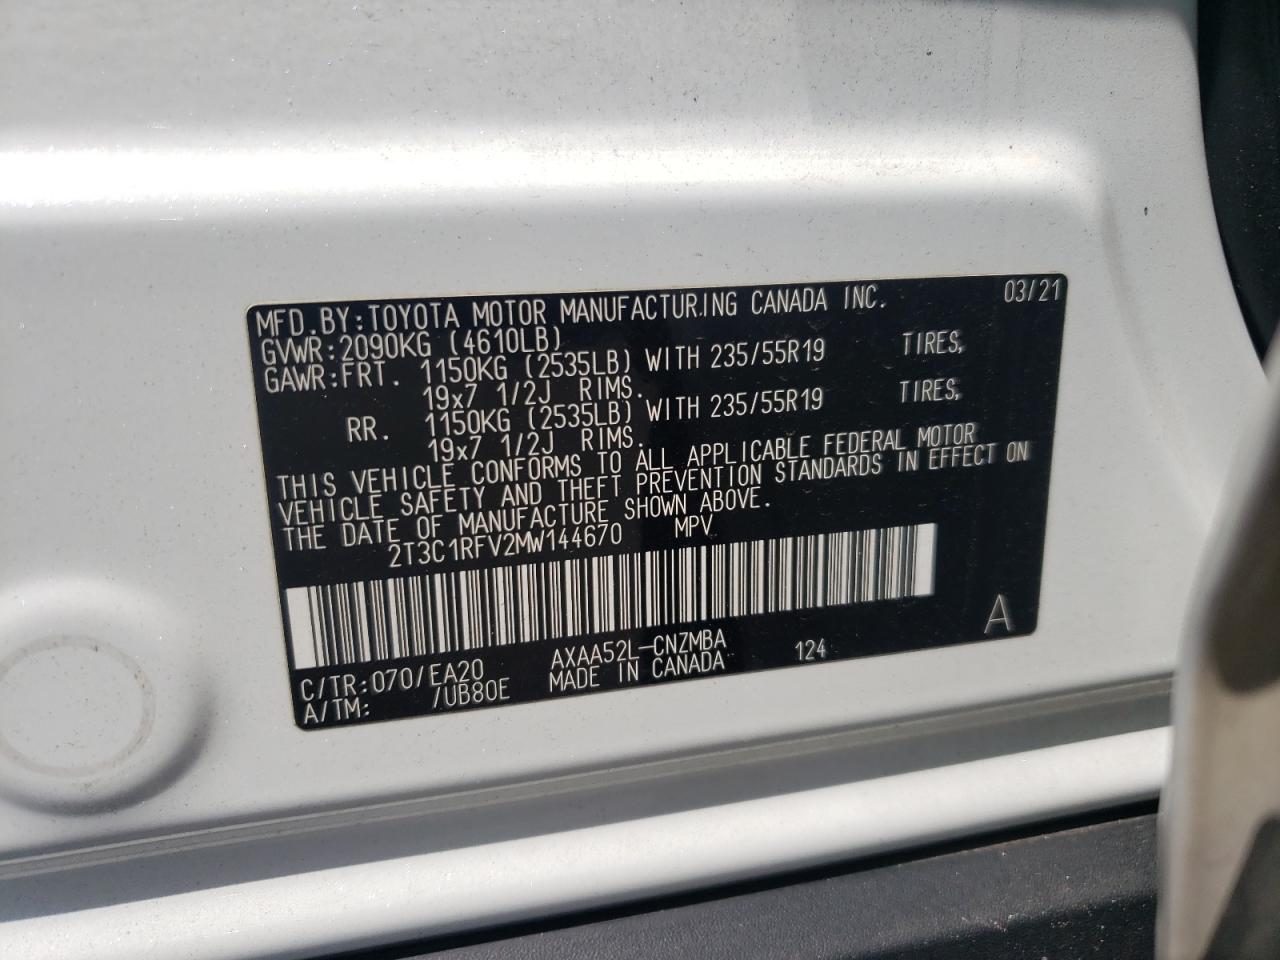 MFD.BY:TOYOTA MOTOR MANUFACTURING CANADA INC. 03/21
GVWR:2090KG (4610LB)
GAWR:FRT. 1150KG (2535LB) WITH 235/55R19 TIRES,
19x7 1/2J RIMS.
RR. 1150KG (2535LB) WITH 235/55R19 TIRES,
19x7 1/2J RIMS.
THIS VEHICLE CONFORMS TO ALL APPLICABLE FEDERAL MOTOR
VEHICLE SAFETY AND THEFT PREVENTION STANDARDS IN EFFECT ON
THE DATE OF MANUFACTURE SHOWN ABOVE.
2T3C1RFV2MW144670 MPV
C/TR:070/EA20 AXAA52L-CNZMBA 124 A
A/TM: /UB80E MADE IN CANADA